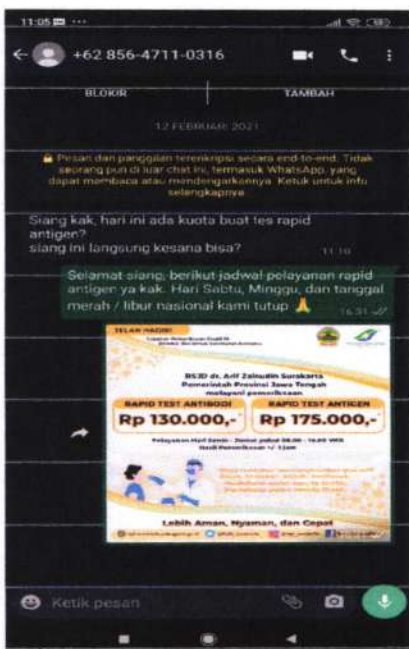 11:05
+62 856-4711-0316
BLOKIR
TAMBAH
12 FEBRUARI 2021
Pesan dan panggilan terenkripsi secara end-to-end. Tidak
seorang pun di luar chat ini, termasuk WhatsApp, yang
dapat membaca atau mendengarkannya. Ketuk untuk info
selengkapnya.
Siang kak, hari ini ada kuota buat tes rapid
antigen?
siang ini langsung kesana bisa?
11.19
Selamat siang, berikut jadwal pelayanan rapid
antigen ya kak. Hari Sabtu, Minggu, dan tanggal
merah / libur nasional kami tutup 🙏
16.31
TELAH HADIR!
RSJD dr. Arif Zainudin Surakarta
Pemerintah Provinsi Jawa Tengah
melayani pemeriksaan
RAPID TEST ANTIBODI
RAPID TEST ANTIGEN
Rp 130.000,-
Rp 175.000,-
Lebih Aman, Nyaman, dan Cepat
Ketik pesan